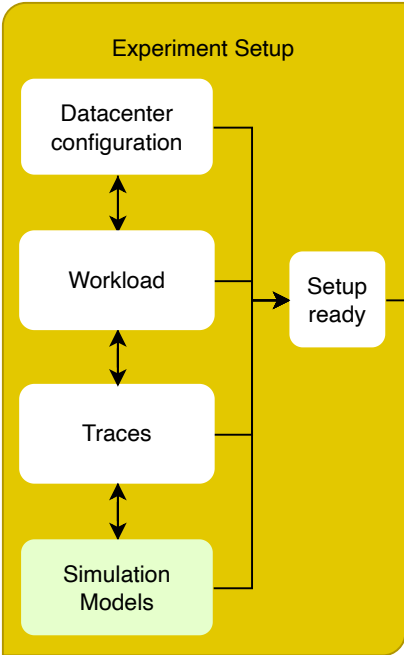 Experiment Setup
Datacenter
configuration
Workload
Setup
ready
Traces
Simulation
Models